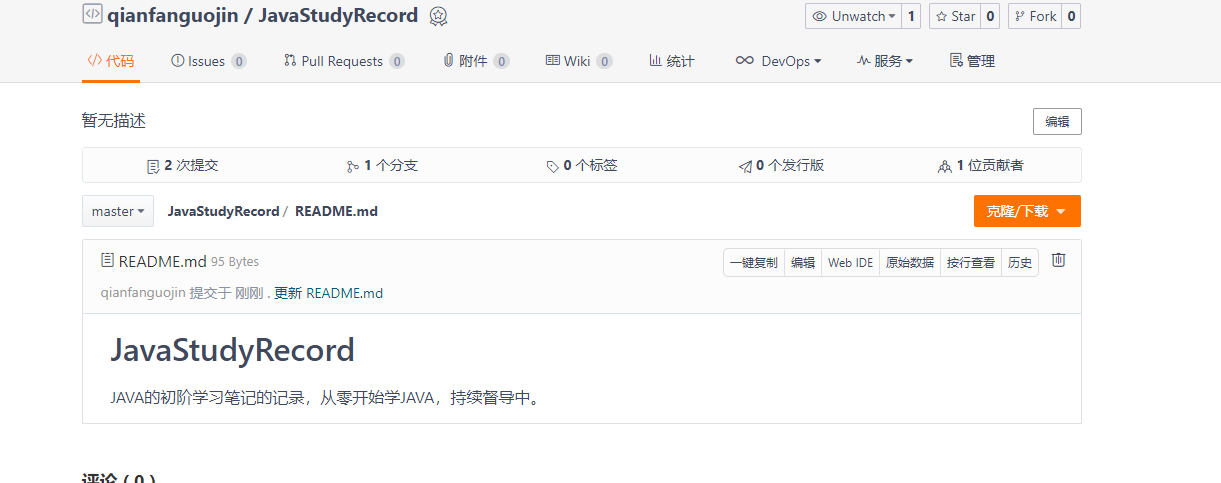 qianfanguojin / JavaStudyRecord
Unwatch 1 Star 0 Fork 0
代码 Issues 0 Pull Requests 0 附件 0 Wiki 0 统计 DevOps 服务 管理
暂无描述 编辑
2 次提交 1 个分支 0 个标签 0 个发行版 1 位贡献者
master JavaStudyRecord / README.md 克隆/下载
README.md 95 Bytes 一键复制 编辑 Web IDE 原始数据 按行查看 历史
qianfanguojin 提交于 刚刚 . 更新 README.md
JavaStudyRecord
JAVA的初阶学习笔记的记录，从零开始学JAVA，持续督导中。
评论 ( 0 )